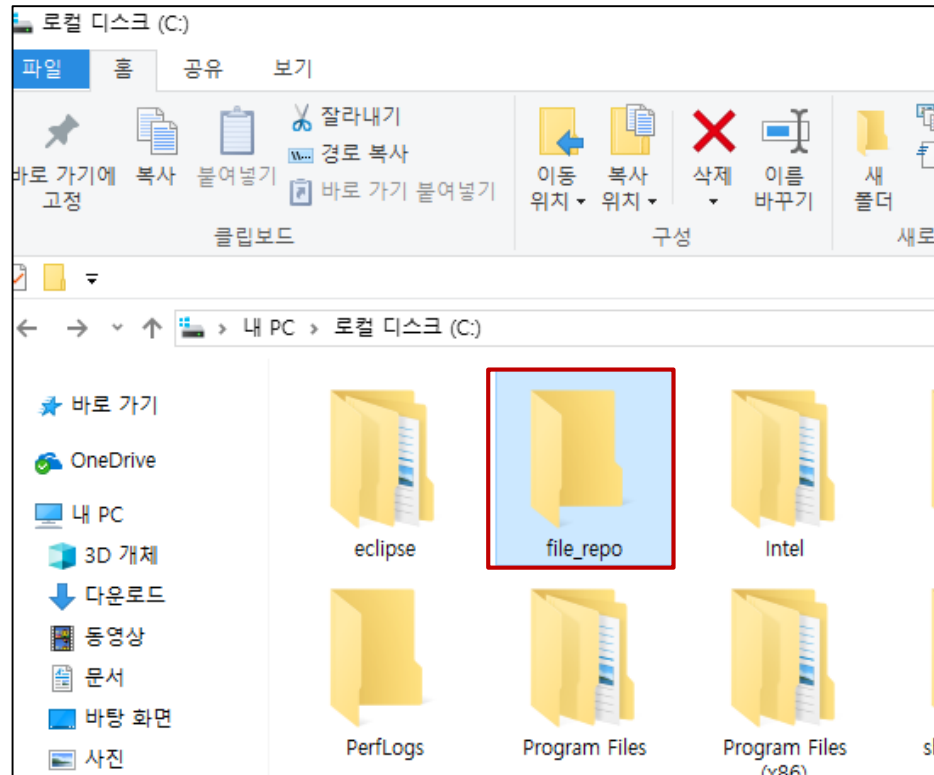 로컬 디스크 (C:)
파일 홈 공유 보기
바로 가기에 고정
복사
붙여넣기
잘라내기
경로 복사
바로 가기 붙여넣기
이동 위치
복사 위치
삭제
이름 바꾸기
새 폴더
클립보드 구성 새로
내 PC 로컬 디스크 (C:)
바로 가기
OneDrive
내 PC
3D 개체
다운로드
동영상
문서
바탕 화면
사진
eclipse file_repo Intel
PerfLogs Program Files Program Files
(x86)